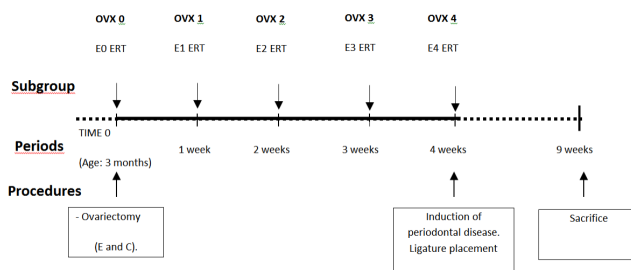 OVX 0 OVX 1 OVX 2 OVX 3 OVX 4
E0 ERT E1 ERT E2 ERT E3 ERT E4 ERT
Subgroup
TIME 0
Periods 1 week 2 weeks 3 weeks 4 weeks 9 weeks
(Age: 3 months)
Procedures
- Ovariectomy
(E and C).
Induction of
periodontal disease.
Ligature placement
Sacrifice